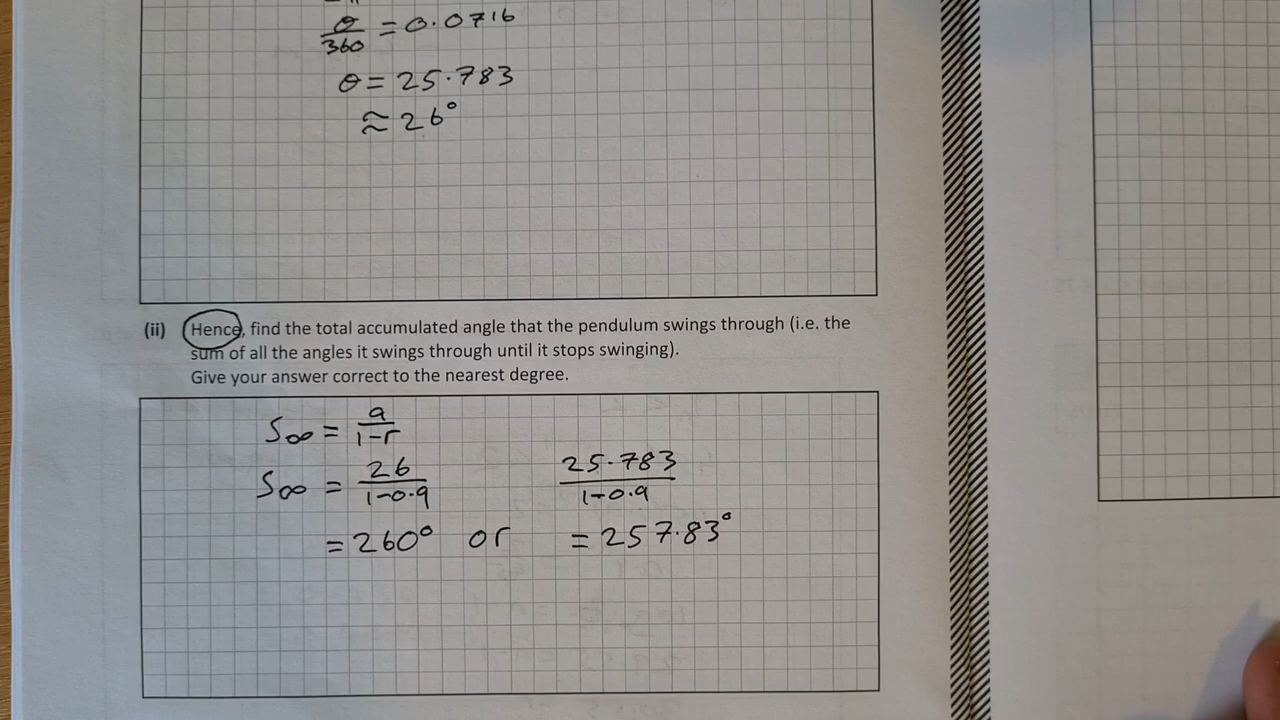 θ/360 = 0.0716
θ = 25.783
≈ 26°
(ii) Hence, find the total accumulated angle that the pendulum swings through (i.e. the
sum of all the angles it swings through until it stops swinging).
Give your answer correct to the nearest degree.
S∞ = a/1-r
S∞ = 26/1-0.9 25.783/1-0.9
= 260° or = 257.83°